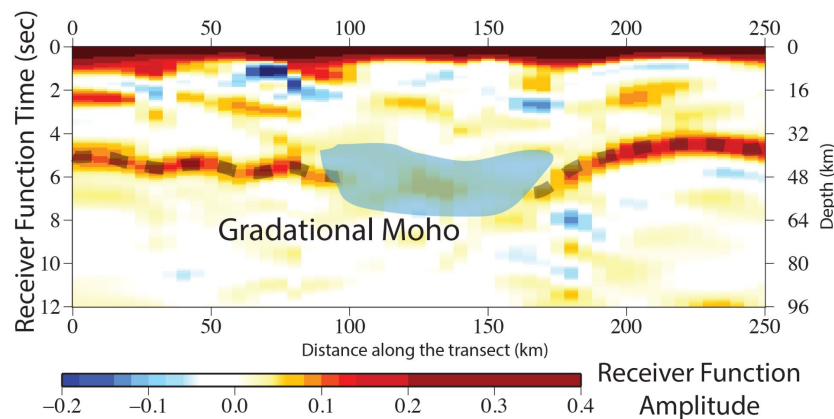 0 50 100 150 200 250
Receiver Function Time (sec)
0 2 4 6 8 10 12
Gradational Moho
0 16 32 48 64 80 96
Depth (km)
0 50 100 150 200 250
Distance along the transect (km)
−0.2 −0.1 0.0 0.1 0.2 0.3 0.4
Receiver Function
Amplitude